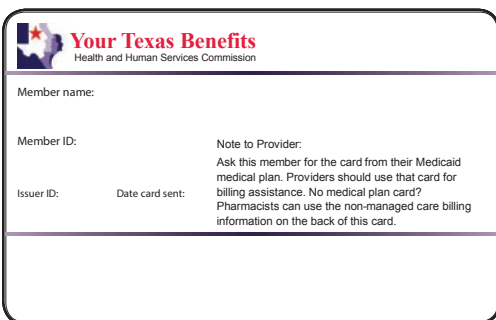 Your Texas Benefits
Health and Human Services Commission
Member name:
Member ID:
Note to Provider:
Ask this member for the card from their Medicaid
medical plan. Providers should use that card for
billing assistance. No medical plan card?
Pharmacists can use the non-managed care billing
information on the back of this card.
Issuer ID:
Date card sent: